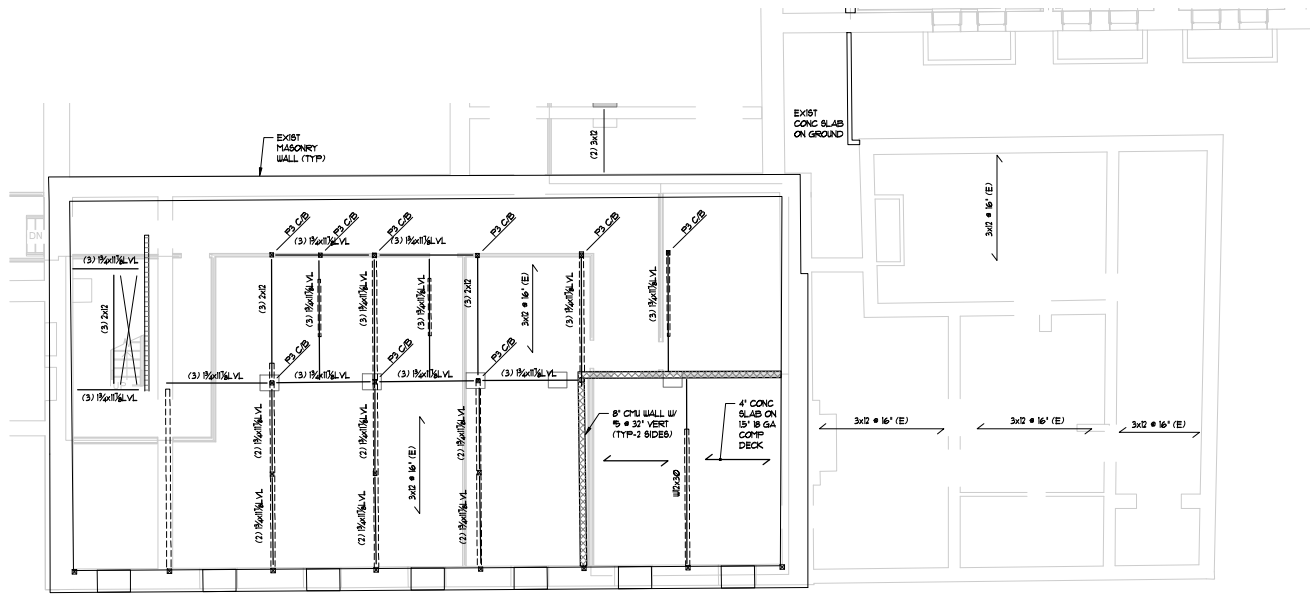 EXIST
CONC SLAB
ON GROUND
EXIST
MASONRY
WALL (TYP)
(2) 3x12
3x12 @ 16" (E)
DN
P3 C/B
P3 C/B
P3 C/B
P3 C/B
P3 C/B
P3 C/B
(3) 1¾x11⅞LVL
(3) 1¾x11⅞LVL
(3) 1¾x11⅞LVL
(3) 2x12
(3) 2x12
(3) 1¾x11⅞LVL
(3) 1¾x11⅞LVL
(3) 1¾x11⅞LVL
(3) 2x12
3x12 @ 16" (E)
(3) 1¾x11⅞LVL
(3) 1¾x11⅞LVL
P3 C/B
P3 C/B
P3 C/B
(3) 1¾x11⅞LVL
(3) 1¾x11⅞LVL
(3) 1¾x11⅞LVL
(3) 1¾x11⅞LVL
(3) 1¾x11⅞LVL
(2) 1¾x11⅞LVL
(2) 1¾x11⅞LVL
3x12 @ 16" (E)
(2) 1¾x11⅞LVL
8" CMU WALL W/
#5 @ 32" VERT
(TYP-2 SIDES)
4" CONC
SLAB ON
1.5" 18 GA
COMP
DECK
3x12 @ 16" (E)
3x12 @ 16" (E)
3x12 @ 16" (E)
(2) 1¾x11⅞LVL
(2) 1¾x11⅞LVL
(2) 1¾x11⅞LVL
W12x30